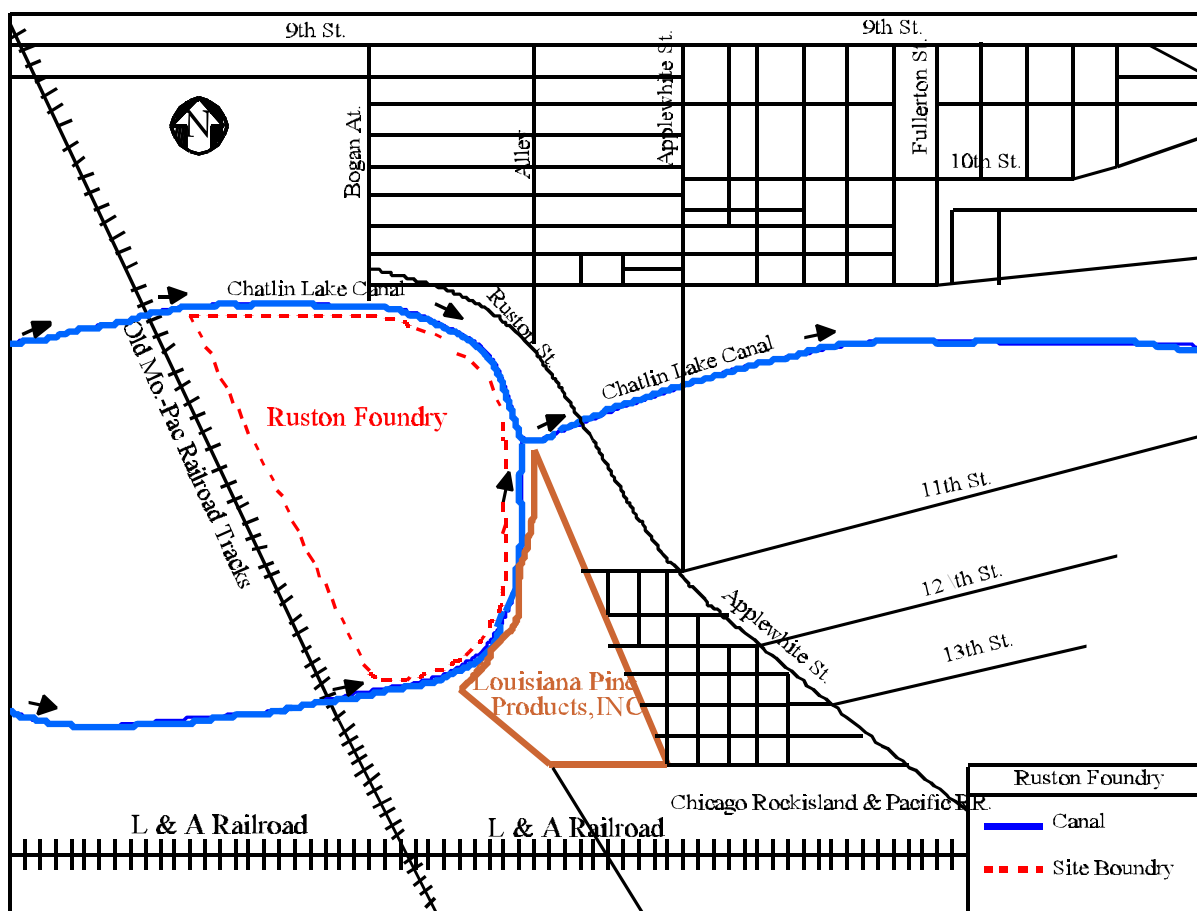 9th St.
9th St.
N
Bogan At.
Alley
Applewhite St.
Fullerton St.
10th St.
Chatlin Lake Canal
Ruston St.
Chatlin Lake Canal
Old Mo.-Pac Railroad Tracks
Ruston Foundry
11th St.
12 \th St.
Applewhite St.
13th St.
Louisiana Pine
Products,INC
Chicago Rockisland & Pacific RR.
L & A Railroad
L & A Railroad
Ruston Foundry
Canal
Site Boundry